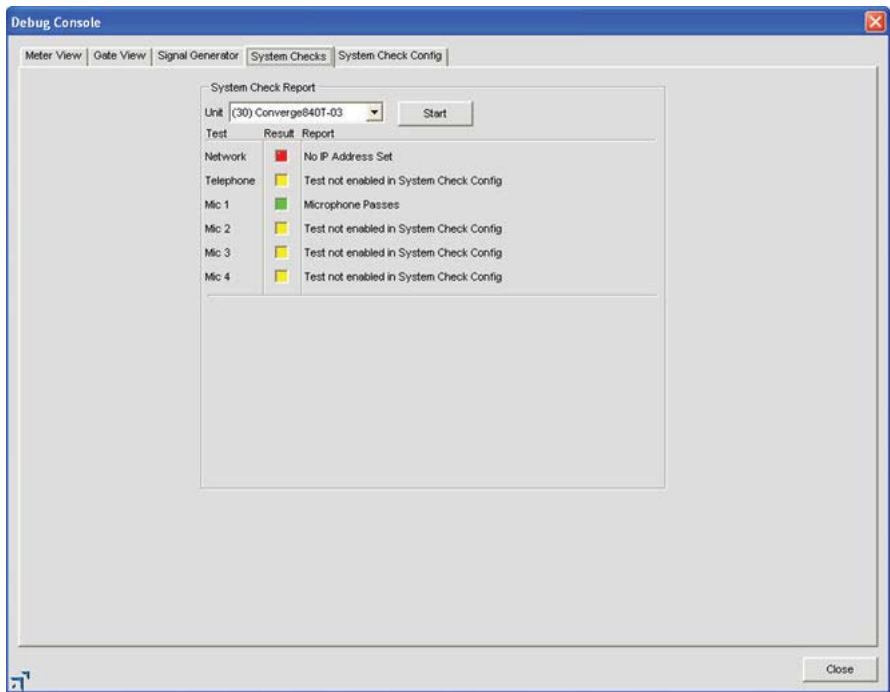 Debug Console
Meter View Gate View Signal Generator System Checks System Check Config
System Check Report
Unit (30) Converge840T-03 Start
Test Result Report
Network No IP Address Set
Telephone Test not enabled in System Check Config
Mic 1 Microphone Passes
Mic 2 Test not enabled in System Check Config
Mic 3 Test not enabled in System Check Config
Mic 4 Test not enabled in System Check Config
Close